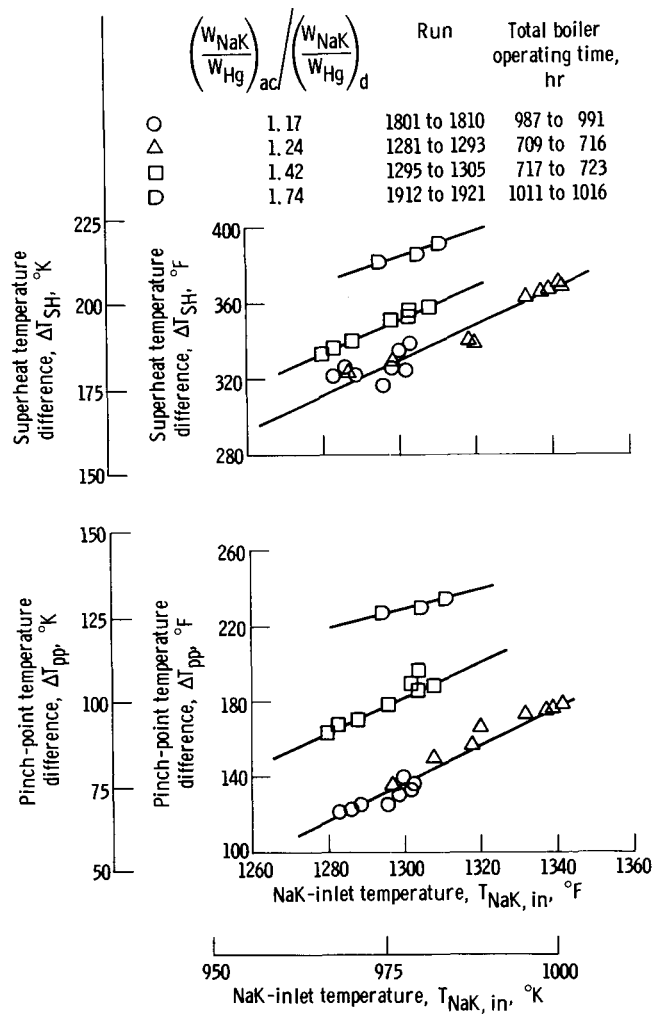 (W_NaK / W_Hg)_ac / (W_NaK / W_Hg)_d Run Total boiler
operating time,
hr
1.17 1801 to 1810 987 to 991
1.24 1281 to 1293 709 to 716
1.42 1295 to 1305 717 to 723
1.74 1912 to 1921 1011 to 1016
Superheat temperature
difference, ΔT_SH, °K
225
200
175
150
Superheat temperature
difference, ΔT_SH, °F
400
360
320
280
Pinch-point temperature
difference, ΔT_pp, °K
150
125
100
75
50
Pinch-point temperature
difference, ΔT_pp, °F
260
220
180
140
100
1260 1280 1300 1320 1340 1360
NaK-inlet temperature, T_NaK, in, °F
950 975 1000
NaK-inlet temperature, T_NaK, in, °K